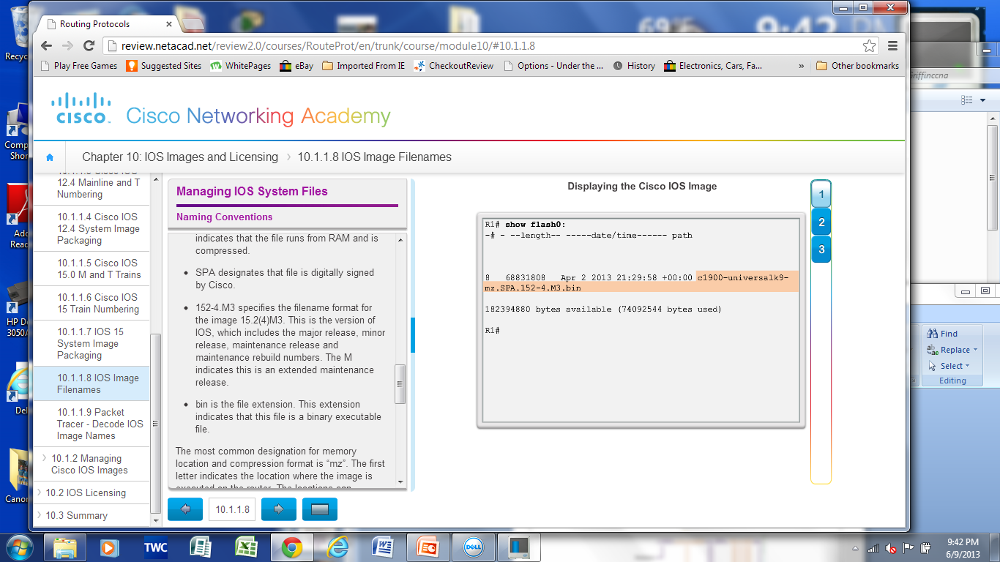 Routing Protocols
review.netacad.net/review2.0/courses/RouteProt/en/trunk/course/module10/#10.1.1.8
Play Free Games
Suggested Sites
WhitePages
eBay
Imported From IE
CheckoutReview
Options - Under the ...
History
Electronics, Cars, Fa...
»
Other bookmarks
CISCO
Cisco Networking Academy
Chapter 10: IOS Images and Licensing
10.1.1.8 IOS Image Filenames
12.4 Mainline and T
Numbering
10.1.1.4 Cisco IOS
12.4 System Image
Packaging
10.1.1.5 Cisco IOS
15.0 M and T Trains
10.1.1.6 Cisco IOS
15 Train Numbering
10.1.1.7 IOS 15
System Image
Packaging
10.1.1.8 IOS Image
Filenames
10.1.1.9 Packet
Tracer - Decode IOS
Image Names
10.1.2 Managing
Cisco IOS Images
10.2 IOS Licensing
10.3 Summary
Managing IOS System Files
Naming Conventions
indicates that the file runs from RAM and is
compressed.
• SPA designates that file is digitally signed
by Cisco.
• 152-4.M3 specifies the filename format for
the image 15.2(4)M3. This is the version of
IOS, which includes the major release, minor
release, maintenance release and
maintenance rebuild numbers. The M
indicates this is an extended maintenance
release.
• bin is the file extension. This extension
indicates that this file is a binary executable
file.
The most common designation for memory
location and compression format is “mz”. The first
letter indicates the location where the image is
executed on the router. The locations can
10.1.1.8
Displaying the Cisco IOS Image
R1# show flash0:
-# - --length-- -----date/time------ path
8 68831808 Apr 2 2013 21:29:58 +00:00 c1900-universalk9-
mz.SPA.152-4.M3.bin
182394880 bytes available (74092544 bytes used)
R1#
1
2
3
9:42
69°
Griffinccna
Find
Replace
Select
Editing
Recyc
Comp
Shor
Ado
Rea
HP D
3050A
Del
Canon
TWC
DELL
9:42 PM
6/9/2013